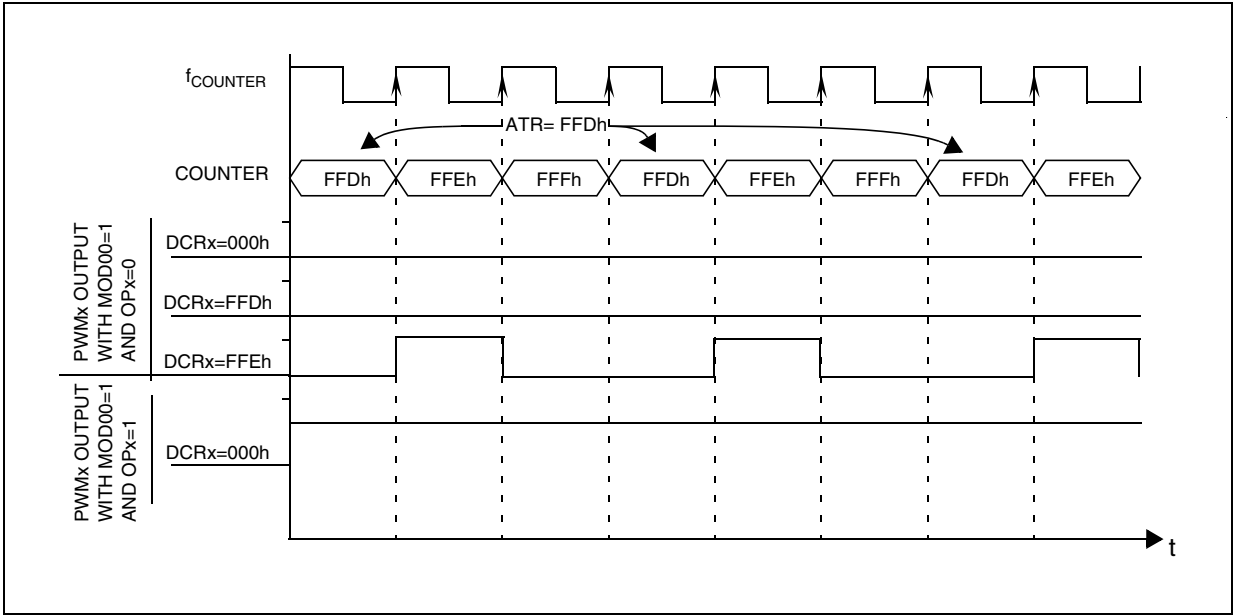 fCOUNTER
ATR= FFDh
COUNTER
FFDh FFEh FFFh FFDh FFEh FFFh FFDh FFEh
PWMx OUTPUT
WITH MOD00=1
AND OPx=0
DCRx=000h
DCRx=FFDh
DCRx=FFEh
PWMx OUTPUT
WITH MOD00=1
AND OPx=1
DCRx=000h
t